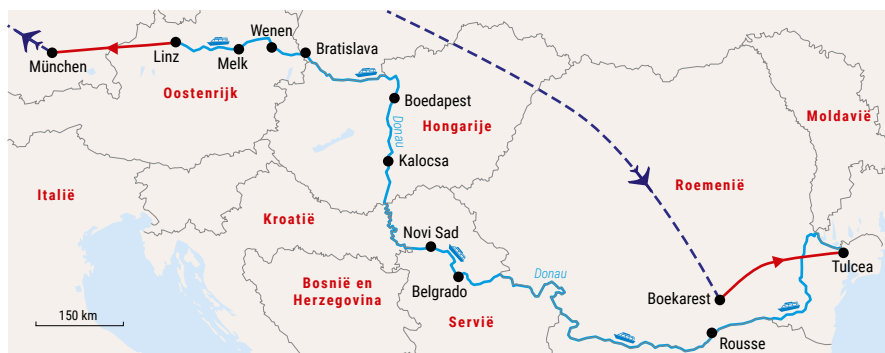 Wenen
Bratislava
München
Linz
Melk
Oostenrijk
Boedapest
Moldavië
Donau
Hongarije
Kalocsa
Italië
Roemenië
Kroatië
Novi Sad
Bosnië en
Herzegovina
Belgrado
Donau
Tulcea
Boekarest
150 km
Servië
Rousse